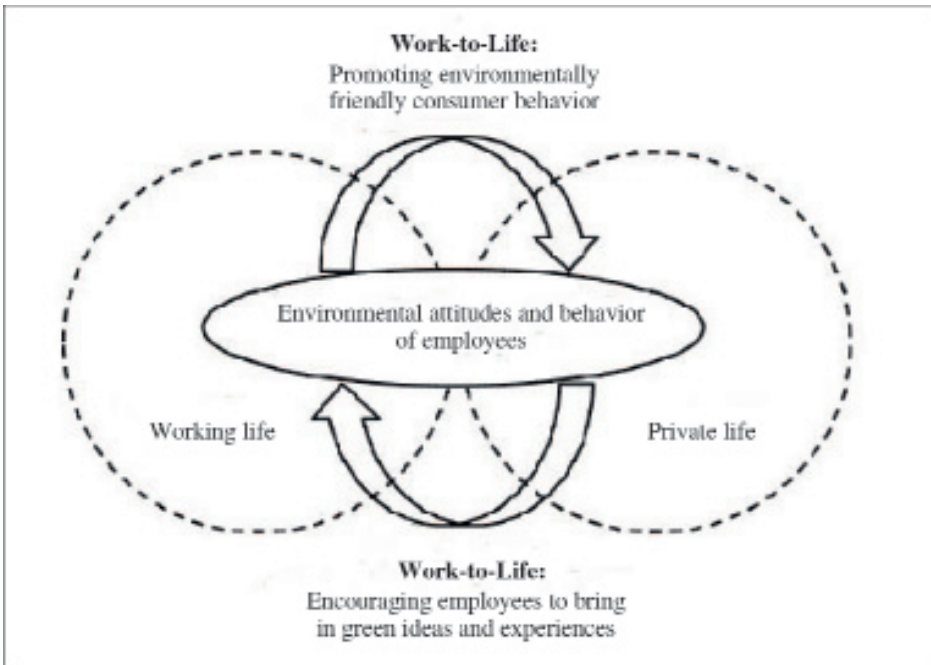 Work-to-Life:
Promoting environmentally
friendly consumer behavior
Environmental attitudes and behavior
of employees
Working life
Private life
Work-to-Life:
Encouraging employees to bring
in green ideas and experiences